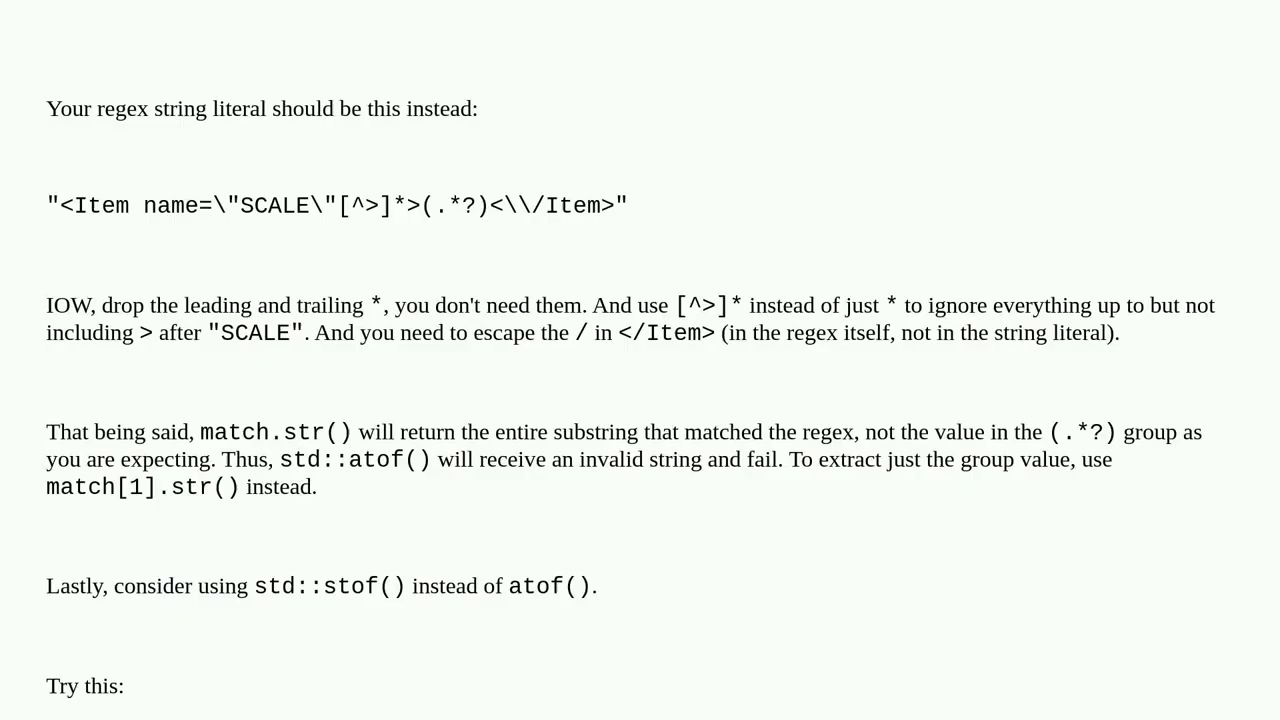 Your regex string literal should be this instead:
"<Item name=\"SCALE\"[^>]*>(.*?)<\\/Item>"
IOW, drop the leading and trailing *, you don't need them. And use [^>]* instead of just * to ignore everything up to but not
including > after "SCALE". And you need to escape the / in </Item> (in the regex itself, not in the string literal).
That being said, match.str() will return the entire substring that matched the regex, not the value in the (.*?) group as
you are expecting. Thus, std::atof() will receive an invalid string and fail. To extract just the group value, use
match[1].str() instead.
Lastly, consider using std::stof() instead of atof().
Try this: